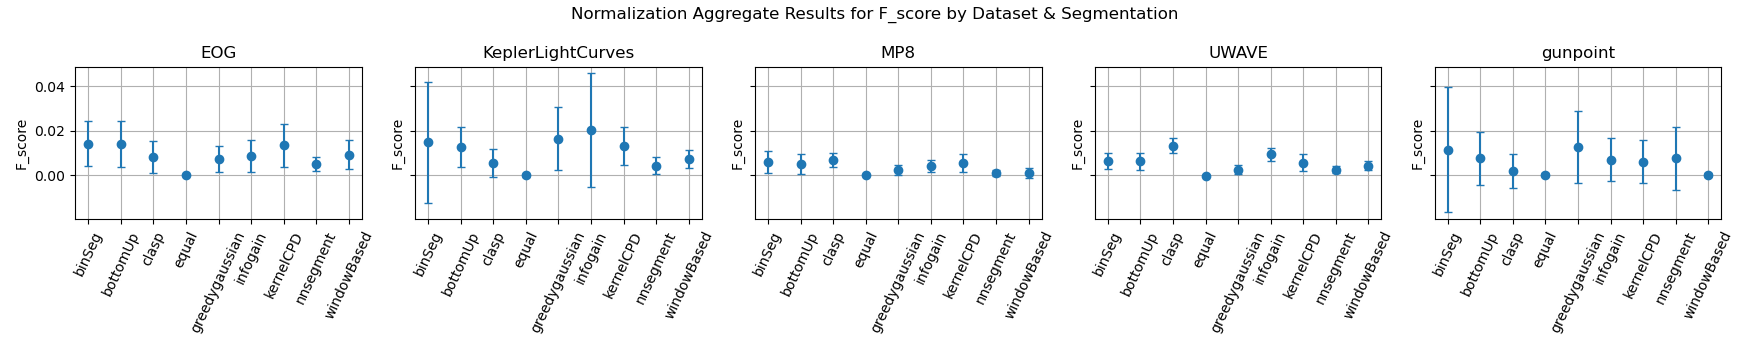 Normalization Aggregate Results for F_score by Dataset & Segmentation
EOG
F_score
0.04
0.02
0.00
binSeg
bottomUp
clasp
equal
greedygaussian
infogain
kernelCPD
nnsegment
windowBased
KeplerLightCurves
F_score
binSeg
bottomUp
clasp
equal
greedygaussian
infogain
kernelCPD
nnsegment
windowBased
MP8
F_score
binSeg
bottomUp
clasp
equal
greedygaussian
infogain
kernelCPD
nnsegment
windowBased
UWAVE
F_score
binSeg
bottomUp
clasp
equal
greedygaussian
infogain
kernelCPD
nnsegment
windowBased
gunpoint
F_score
binSeg
bottomUp
clasp
equal
greedygaussian
infogain
kernelCPD
nnsegment
windowBased